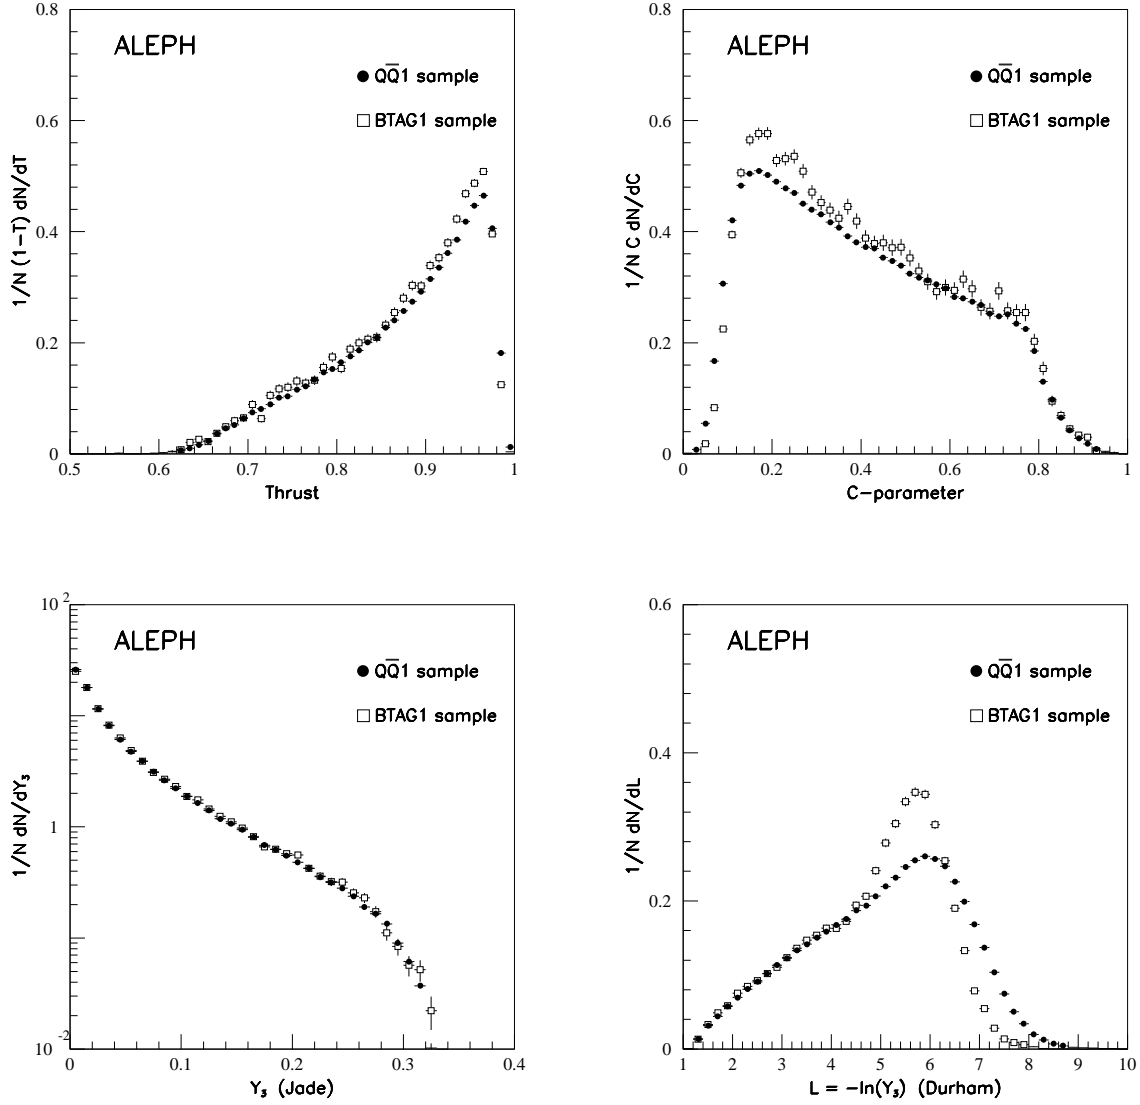 ALEPH
QQ̅1 sample
BTAG1 sample
1/N (1-T) dN/dT
0.8
0.6
0.4
0.2
0
0.5 0.6 0.7 0.8 0.9 1
Thrust
ALEPH
QQ̅1 sample
BTAG1 sample
1/N C dN/dC
0.8
0.6
0.4
0.2
0
0 0.2 0.4 0.6 0.8 1
C-parameter
ALEPH
QQ̅1 sample
BTAG1 sample
1/N dN/dY₃
10²
1
10⁻²
0 0.1 0.2 0.3 0.4
Y₃ (Jade)
ALEPH
QQ̅1 sample
BTAG1 sample
1/N dN/dL
0.6
0.4
0.2
0
1 2 3 4 5 6 7 8 9 10
L = -ln(Y₃) (Durham)